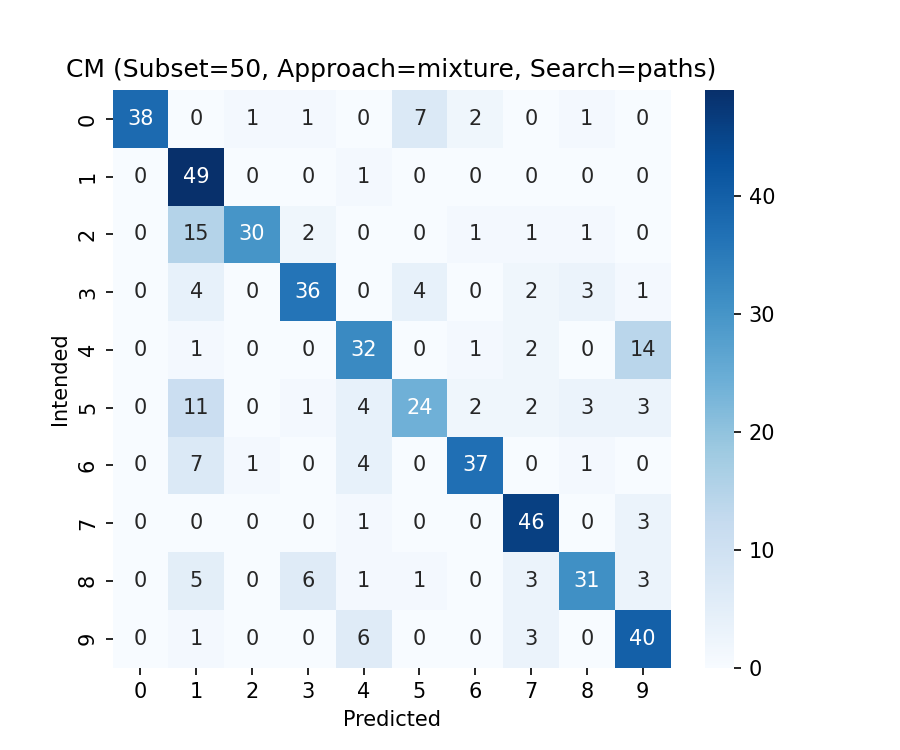 CM (Subset=50, Approach=mixture, Search=paths)
0 38 0 1 1 0 7 2 0 1 0
1 0 49 0 0 1 0 0 0 0 0
40
2 0 15 30 2 0 0 1 1 1 0
3 0 4 0 36 0 4 0 2 3 1
30
4 0 1 0 0 32 0 1 2 0 14
Intended
5 0 11 0 1 4 24 2 2 3 3
20
6 0 7 1 0 4 0 37 0 1 0
7 0 0 0 0 1 0 0 46 0 3
10
8 0 5 0 6 1 1 0 3 31 3
9 0 1 0 0 6 0 0 3 0 40
0
0 1 2 3 4 5 6 7 8 9
Predicted